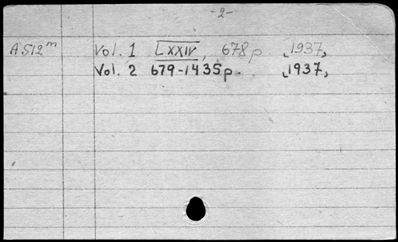 -2-
A512m Vol. 1 LXXIV, 678 p. [1937]
Vol. 2 679-1435 p. [1937]